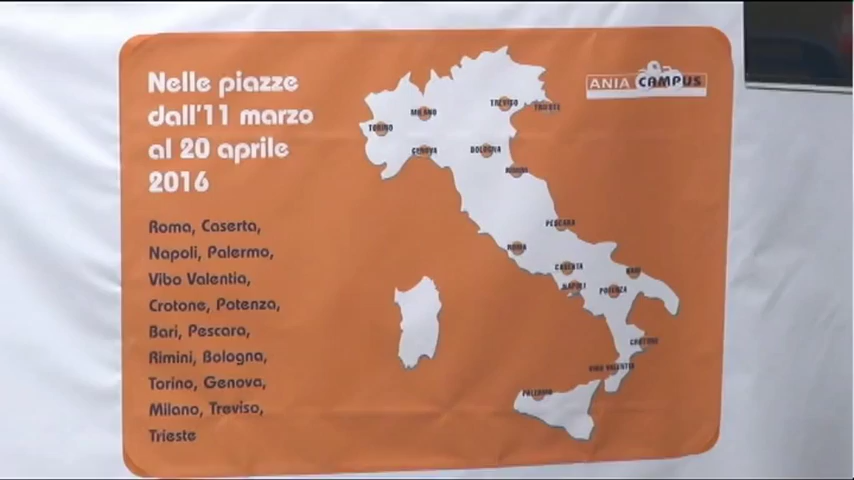 Nelle piazze
dall'11 marzo
al 20 aprile
2016
Roma, Caserta,
Napoli, Palermo,
Vibo Valentia,
Crotone, Potenza,
Bari, Pescara,
Rimini, Bologna,
Torino, Genova,
Milano, Treviso,
Trieste
ANIA CAMPUS
TREVISO
TRIESTE
MILANO
TORINO
GENOVA
BOLOGNA
RIMINI
PESCARA
ROMA
CASERTA
BARI
NAPOLI
POTENZA
CROTONE
VIBO VALENTIA
PALERMO